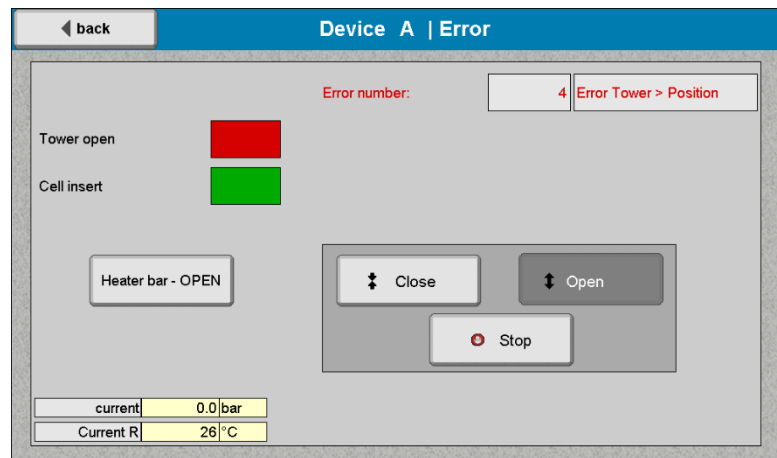 back
Device A | Error
Error number: 4 Error Tower > Position
Tower open
Cell insert
Heater bar - OPEN
Close
Open
Stop
current 0.0 bar
Current R 26 °C